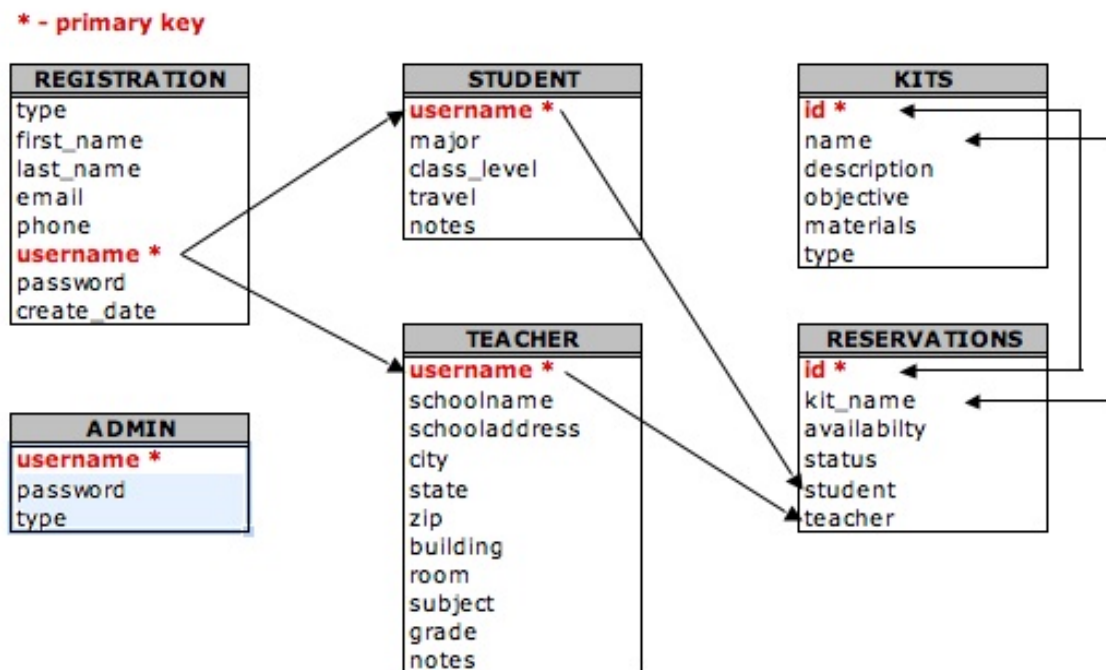 * - primary key
REGISTRATION
type
first_name
last_name
email
phone
username *
password
create_date
STUDENT
username *
major
class_level
travel
notes
KITS
id *
name
description
objective
materials
type
ADMIN
username *
password
type
TEACHER
username *
schoolname
schooladdress
city
state
zip
building
room
subject
grade
notes
RESERVATIONS
id *
kit_name
availabilty
status
student
teacher